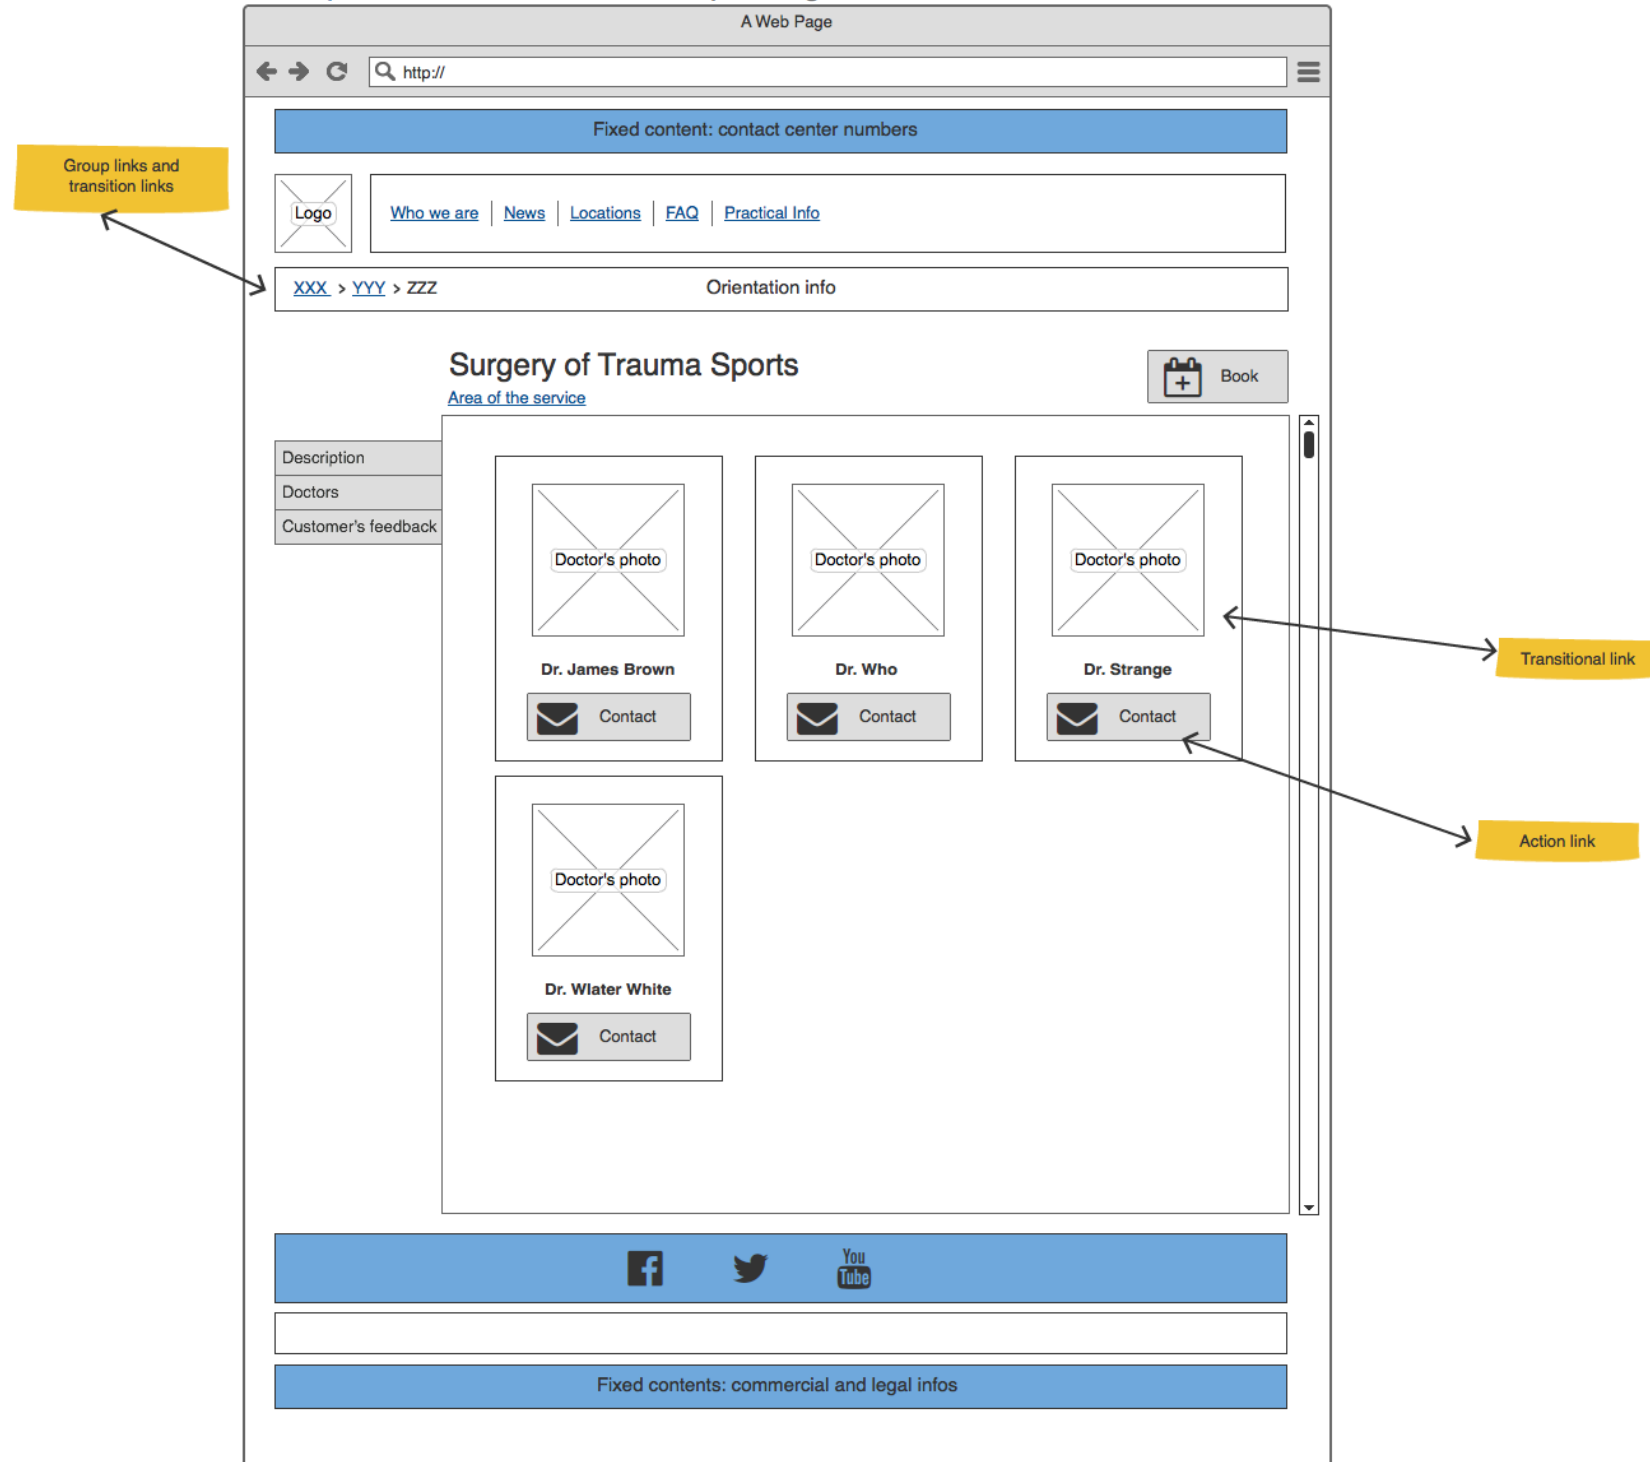 A Web Page
http://
Fixed content: contact center numbers
Group links and
transition links
Logo
Who we are
News
Locations
FAQ
Practical Info
XXX > YYY > ZZZ
Orientation info
Surgery of Trauma Sports
Area of the service
Book
Description
Doctors
Customer's feedback
Doctor's photo
Doctor's photo
Doctor's photo
Dr. James Brown
Dr. Who
Dr. Strange
Transitional link
Contact
Contact
Contact
Action link
Doctor's photo
Dr. Wlater White
Contact
You
Tube
Fixed contents: commercial and legal infos